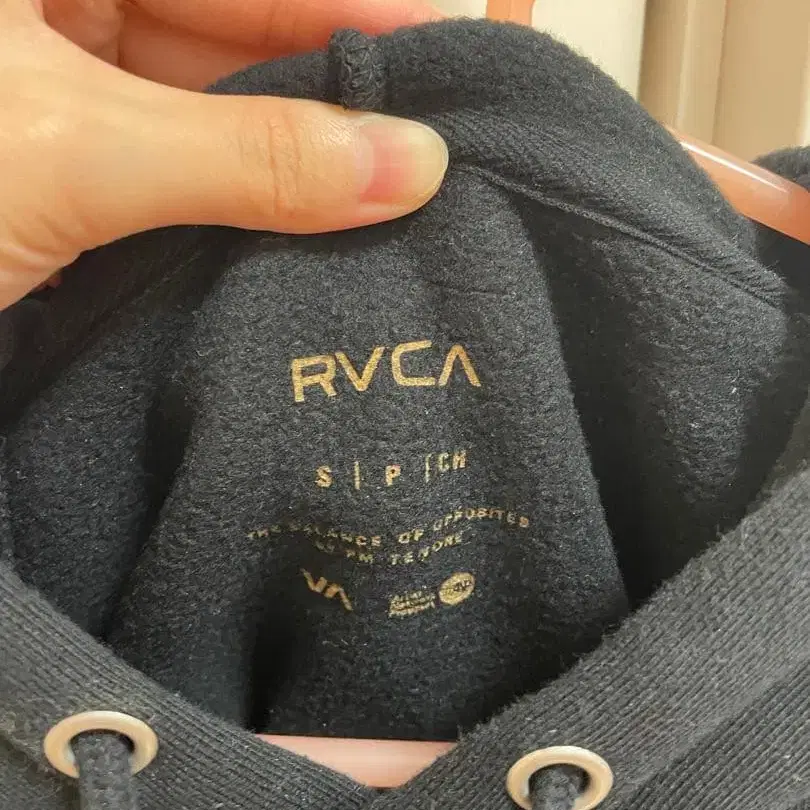 RVCA
S | P | CH
THE BALANCE OF OPPOSITES
VA